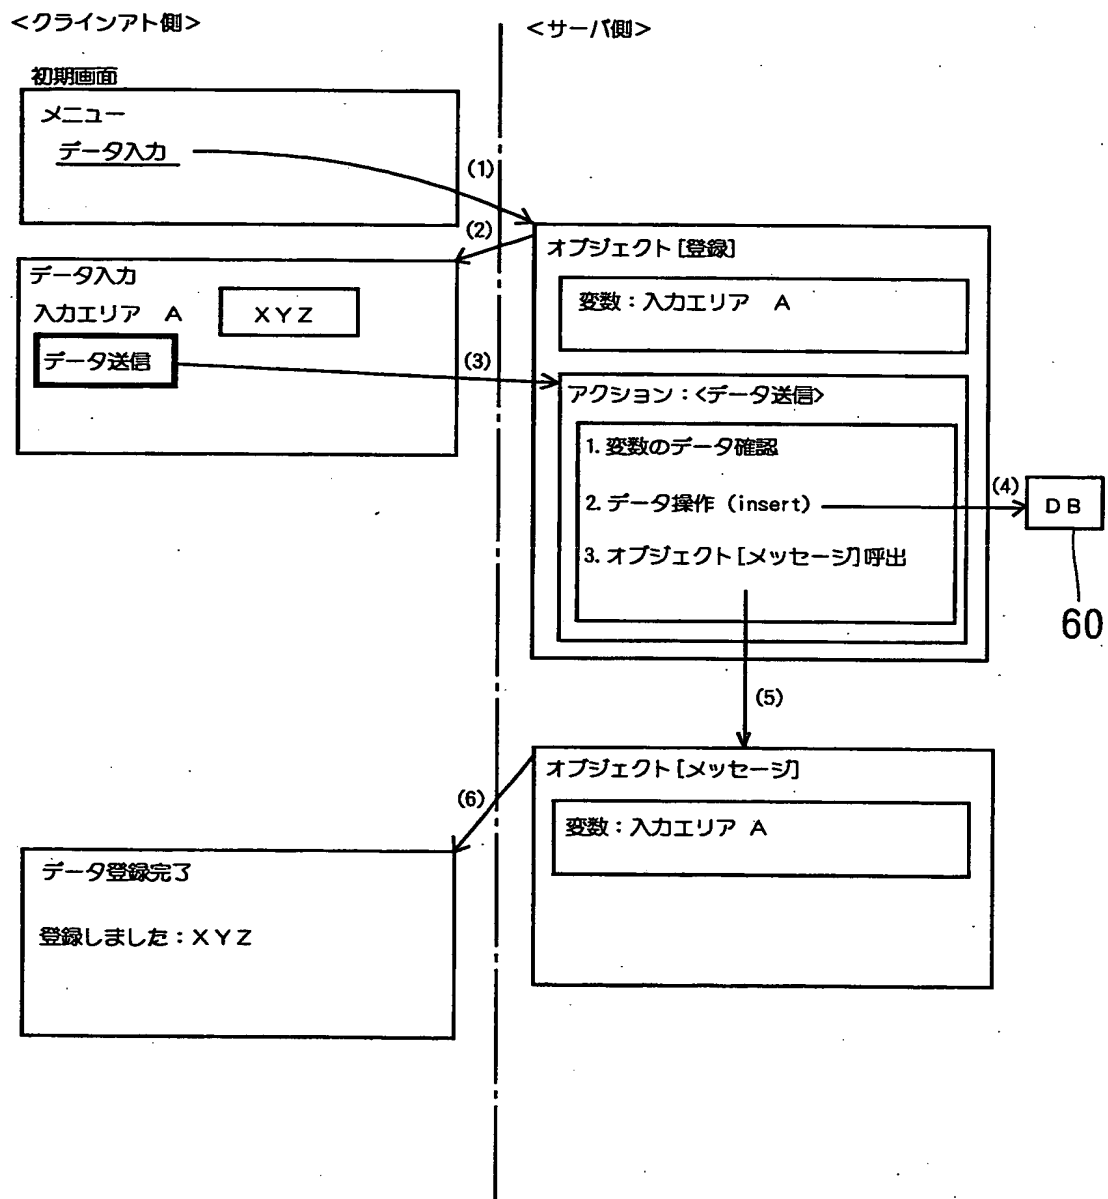 <クラインアト側>
<サーバ側>
初期画面
メニュー
データ入力
(1)
(2)
オブジェクト[登録]
変数：入力エリア A
データ入力
入力エリア A
XYZ
データ送信
(3)
アクション：<データ送信>
1. 変数のデータ確認
2. データ操作 (insert)
3. オブジェクト[メッセージ]呼出
(4)
DB
60
(5)
オブジェクト[メッセージ]
変数：入力エリア A
(6)
データ登録完了
登録しました：XYZ